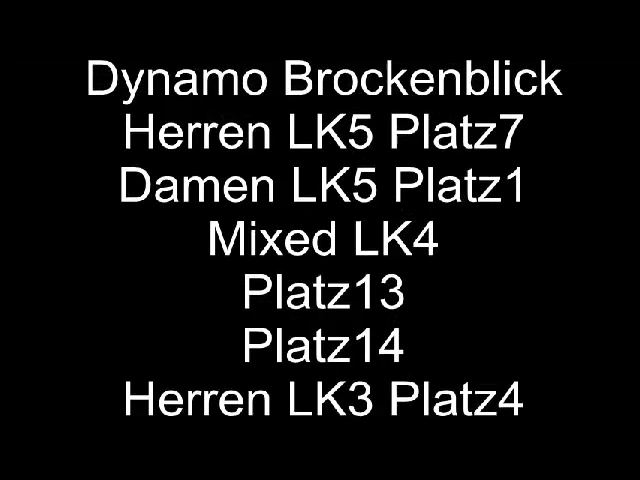 Dynamo Brockenblick
Herren LK5 Platz7
Damen LK5 Platz1
Mixed LK4
Platz13
Platz14
Herren LK3 Platz4